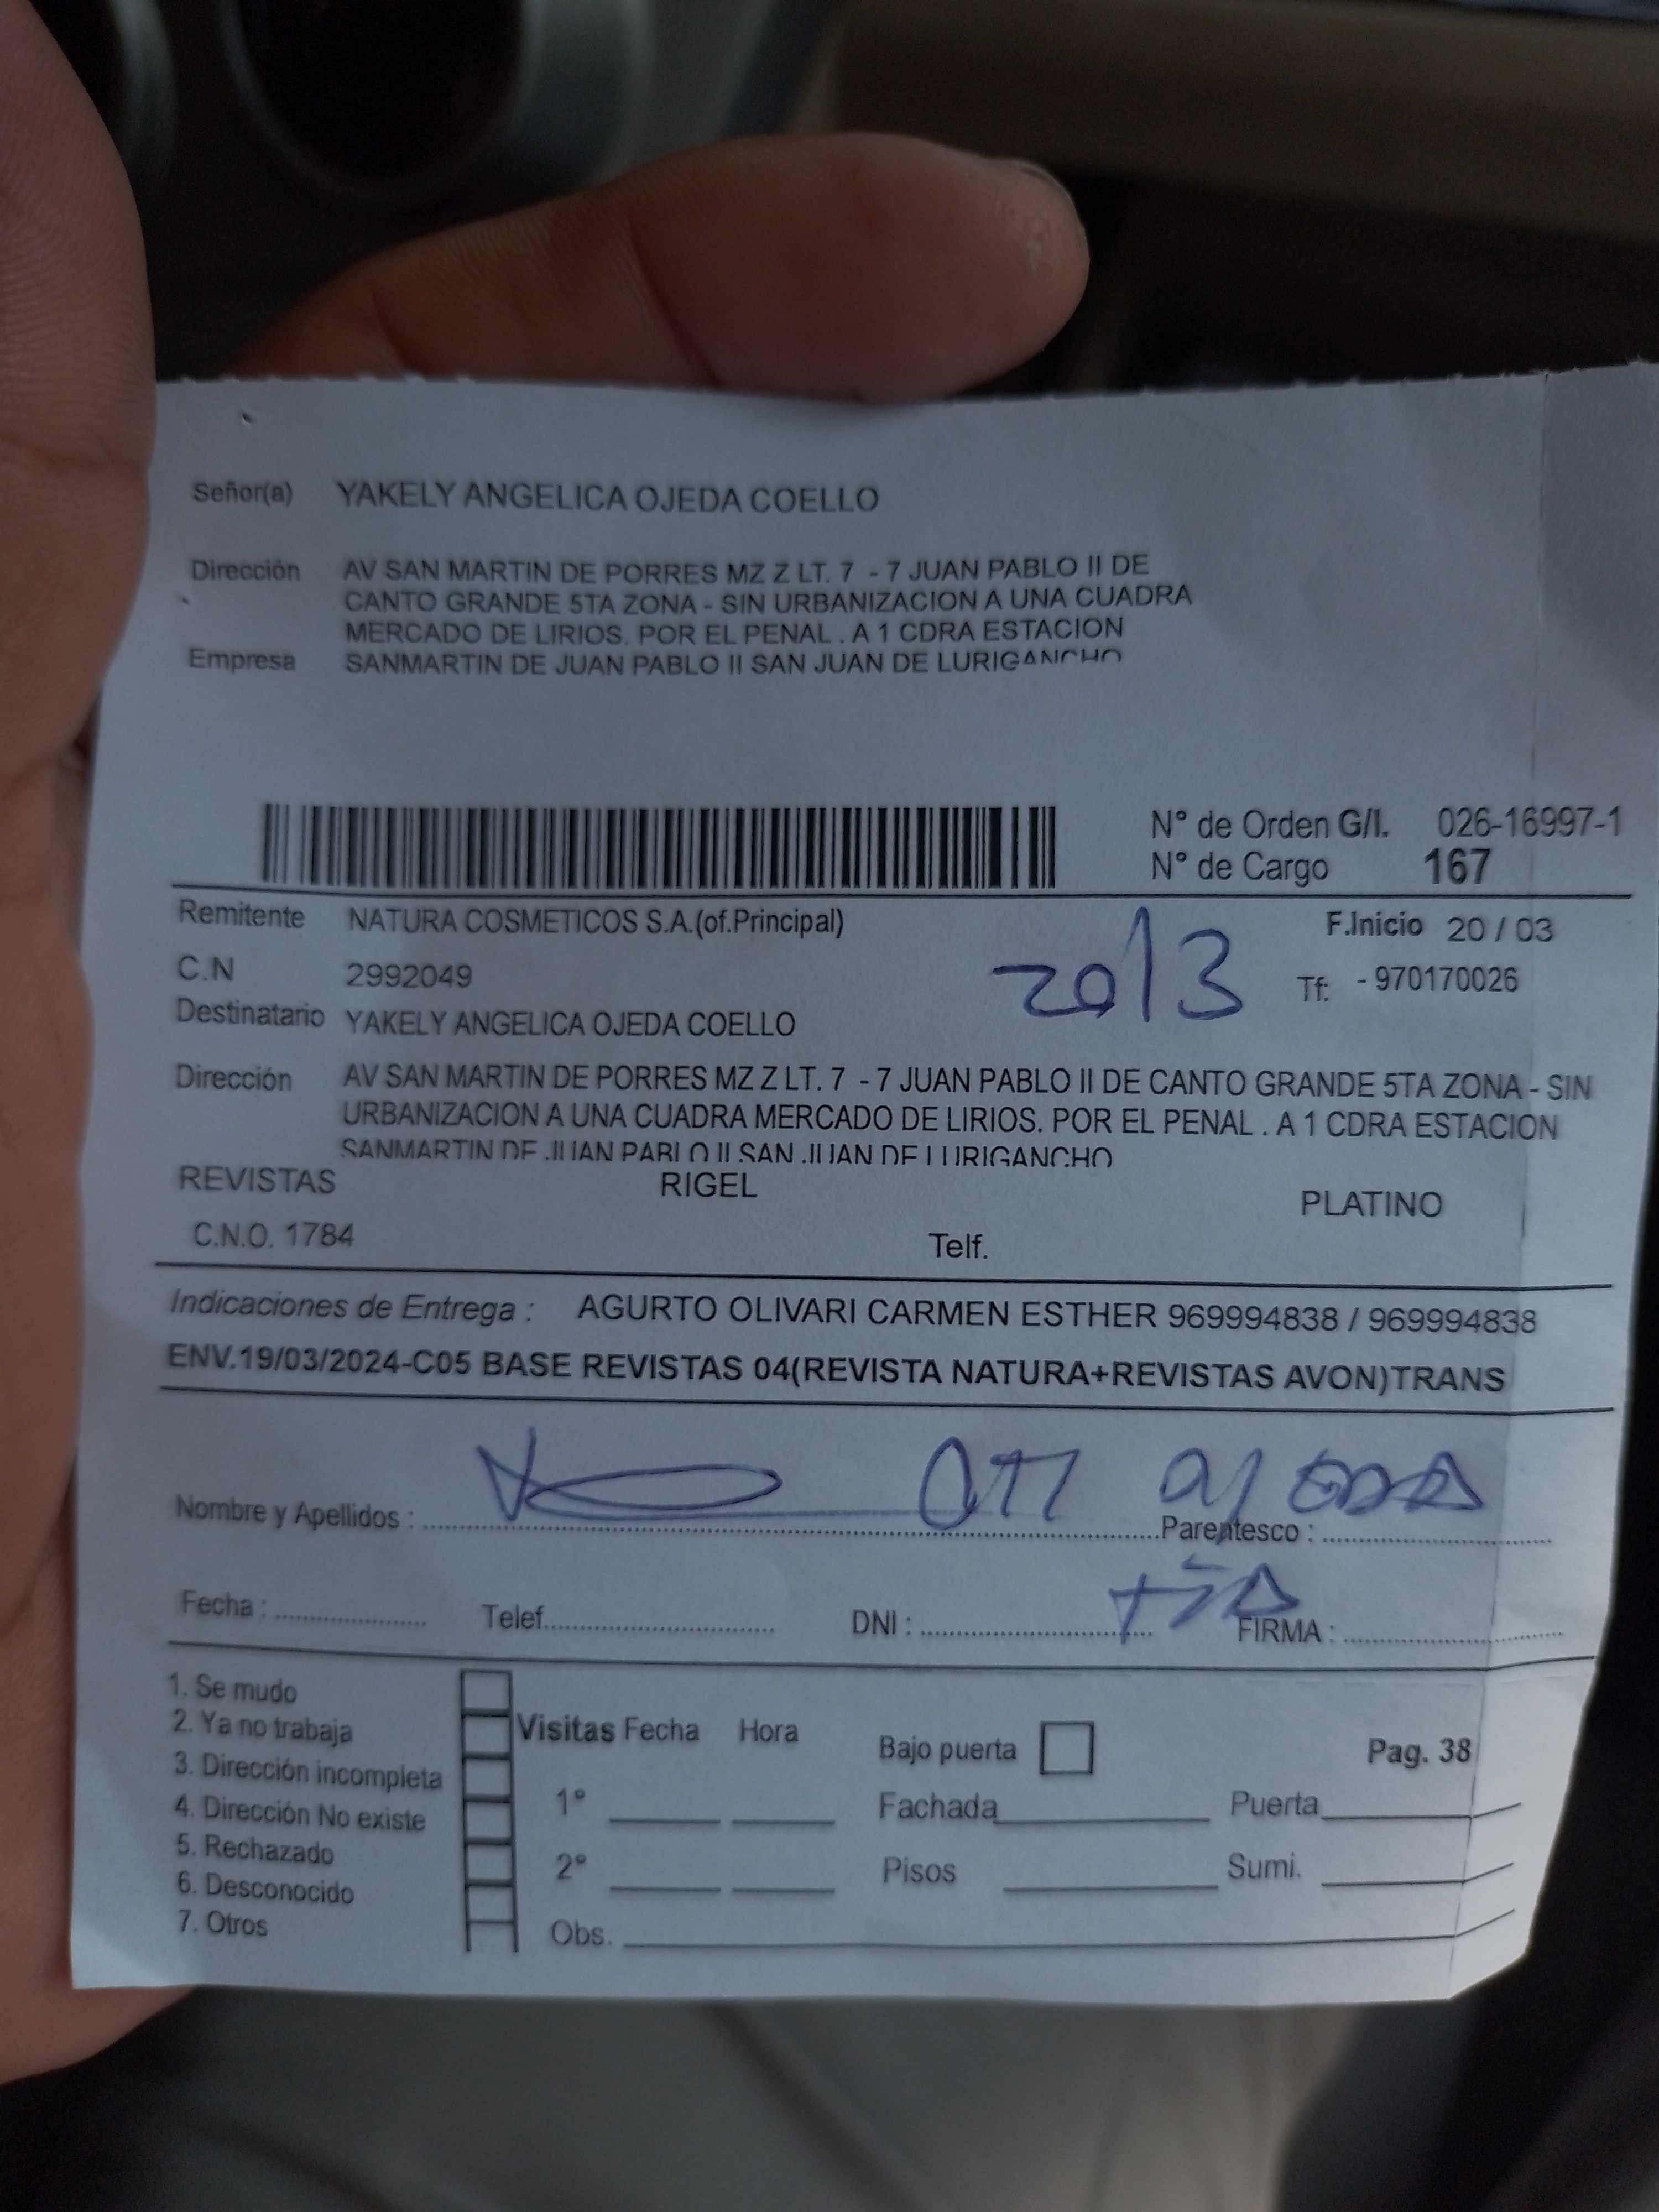 Señor(a) YAKELY ANGELICA OJEDA COELLO
Dirección AV SAN MARTIN DE PORRES MZ Z LT. 7 - 7 JUAN PABLO II DE
CANTO GRANDE 5TA ZONA - SIN URBANIZACION A UNA CUADRA
MERCADO DE LIRIOS. POR EL PENAL . A 1 CDRA ESTACION
Empresa SANMARTIN DE JUAN PABLO II SAN JUAN DE LURIGANCHO
N° de Orden G/I. 026-16997-1
N° de Cargo 167
Remitente NATURA COSMETICOS S.A.(of.Principal) F.Inicio 20 / 03
C.N 2992049 20/3 Tf: - 970170026
Destinatario YAKELY ANGELICA OJEDA COELLO
Dirección AV SAN MARTIN DE PORRES MZ Z LT. 7 - 7 JUAN PABLO II DE CANTO GRANDE 5TA ZONA - SIN
URBANIZACION A UNA CUADRA MERCADO DE LIRIOS. POR EL PENAL . A 1 CDRA ESTACION
SANMARTIN DE JUAN PABLO II SAN JUAN DE LURIGANCHO
REVISTAS RIGEL PLATINO
C.N.O. 1784 Telf.
Indicaciones de Entrega : AGURTO OLIVARI CARMEN ESTHER 969994838 / 969994838
ENV.19/03/2024-C05 BASE REVISTAS 04(REVISTA NATURA+REVISTAS AVON)TRANS
Nombre y Apellidos : Parentesco :
tía
Fecha : Telef. DNI : FIRMA :
1. Se mudo
2. Ya no trabaja Visitas Fecha Hora Bajo puerta Pag. 38
3. Dirección incompleta
4. Dirección No existe 1° Fachada Puerta
5. Rechazado
6. Desconocido 2° Pisos Sumi.
7. Otros Obs.